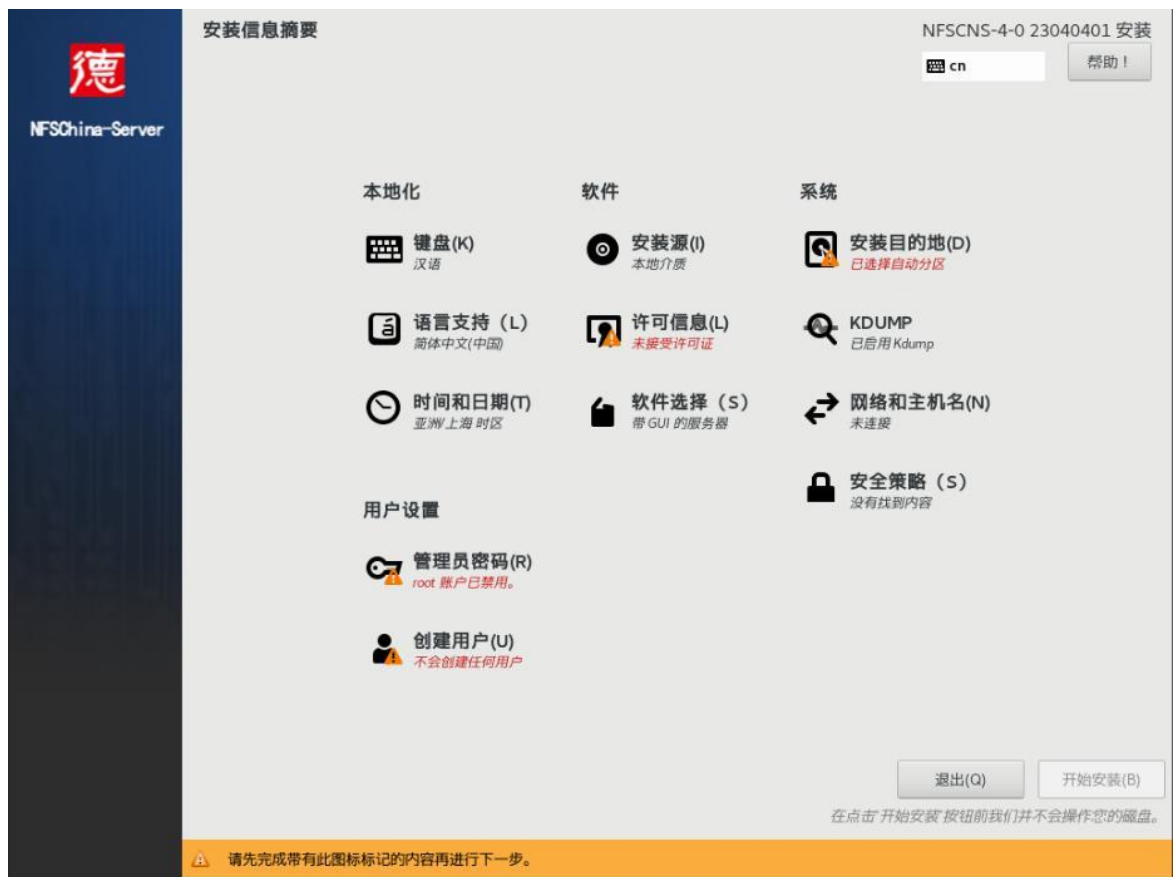 安装信息摘要
NFSCNS-4-0 23040401 安装
cn
帮助！
德
NFSChina-Server
本地化
软件
系统
键盘(K)
汉语
安装源(I)
本地介质
安装目的地(D)
已选择自动分区
语言支持（L）
简体中文(中国)
许可信息(L)
未接受许可证
KDUMP
已启用 Kdump
时间和日期(T)
亚洲/上海 时区
软件选择（S）
带 GUI 的服务器
网络和主机名(N)
未连接
安全策略（S）
没有找到内容
用户设置
管理员密码(R)
root 账户已禁用。
创建用户(U)
不会创建任何用户
退出(Q)
开始安装(B)
在点击'开始安装'按钮前我们并不会操作您的磁盘。
请先完成带有此图标标记的内容再进行下一步。